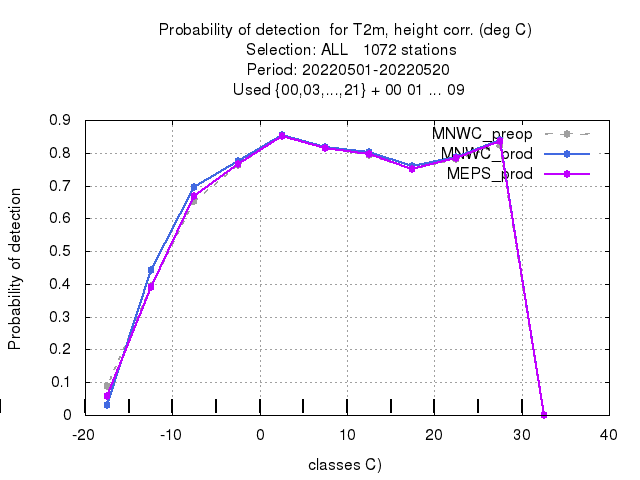 Probability of detection  for T2m, height corr. (deg C)
Selection: ALL   1072 stations
Period: 20220501-20220520
Used {00,03,...,21} + 00 01 ... 09
MNWC_preop
MNWC_prod
MEPS_prod
Probability of detection
0.9
0.8
0.7
0.6
0.5
0.4
0.3
0.2
0.1
0
-20 -10 0 10 20 30 40
classes C)